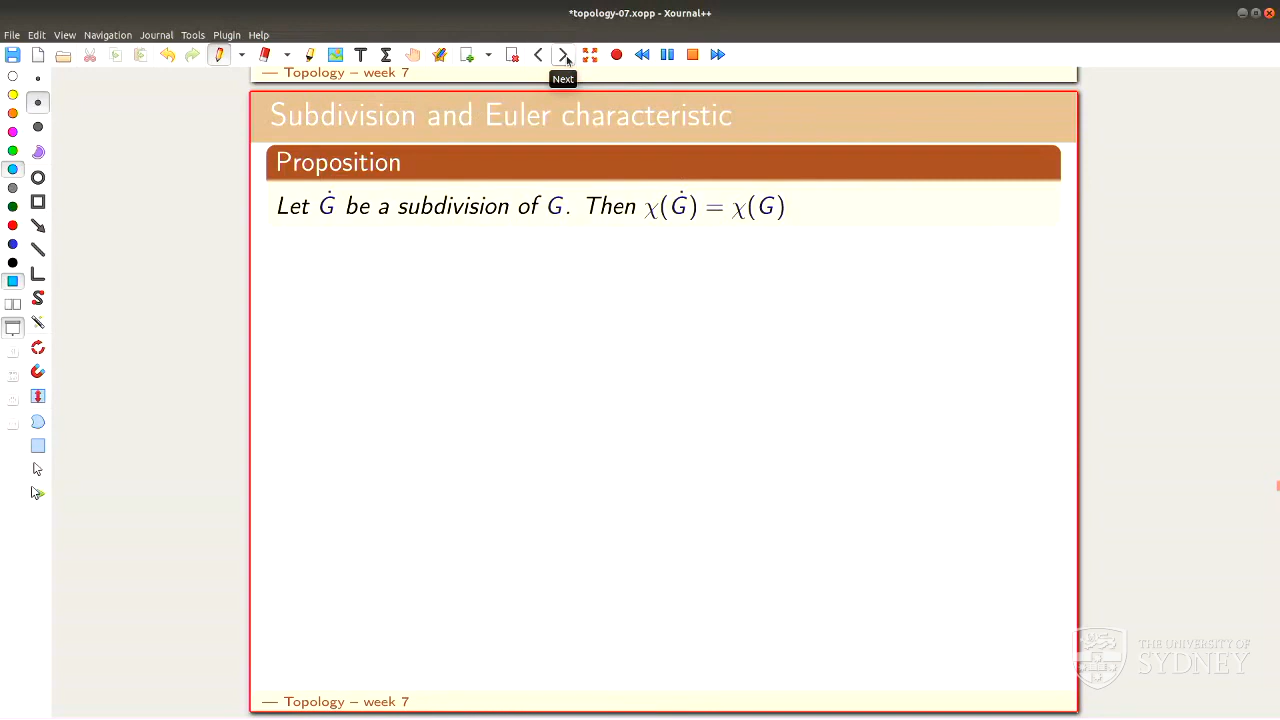 *topology-07.xopp - Xournal++
File Edit View Navigation Journal Tools Plugin Help
Next
— Topology – week 7
Subdivision and Euler characteristic
Proposition
Let Ġ be a subdivision of G. Then χ(Ġ) = χ(G)
THE UNIVERSITY OF
SYDNEY
— Topology – week 7